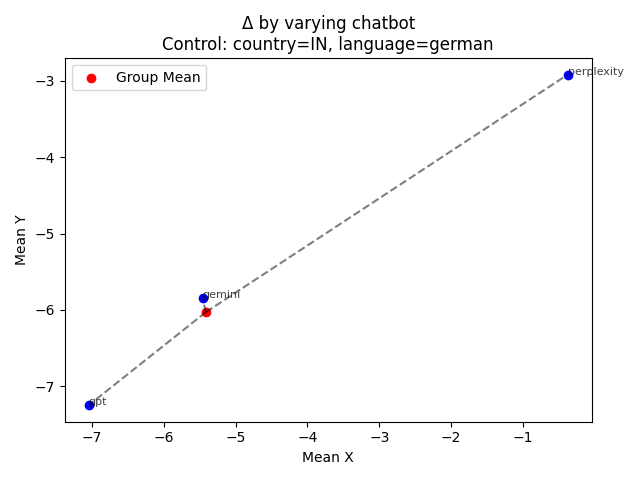 Δ by varying chatbot
Control: country=IN, language=german
Group Mean
perplexity
gemini
gpt
Mean Y
−3
−4
−5
−6
−7
−7
−6
−5
−4
−3
−2
−1
Mean X